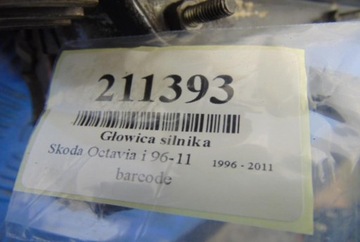 211393
Głowica silnika
Skoda Octavia i 96-11 1996 - 2011
barcode